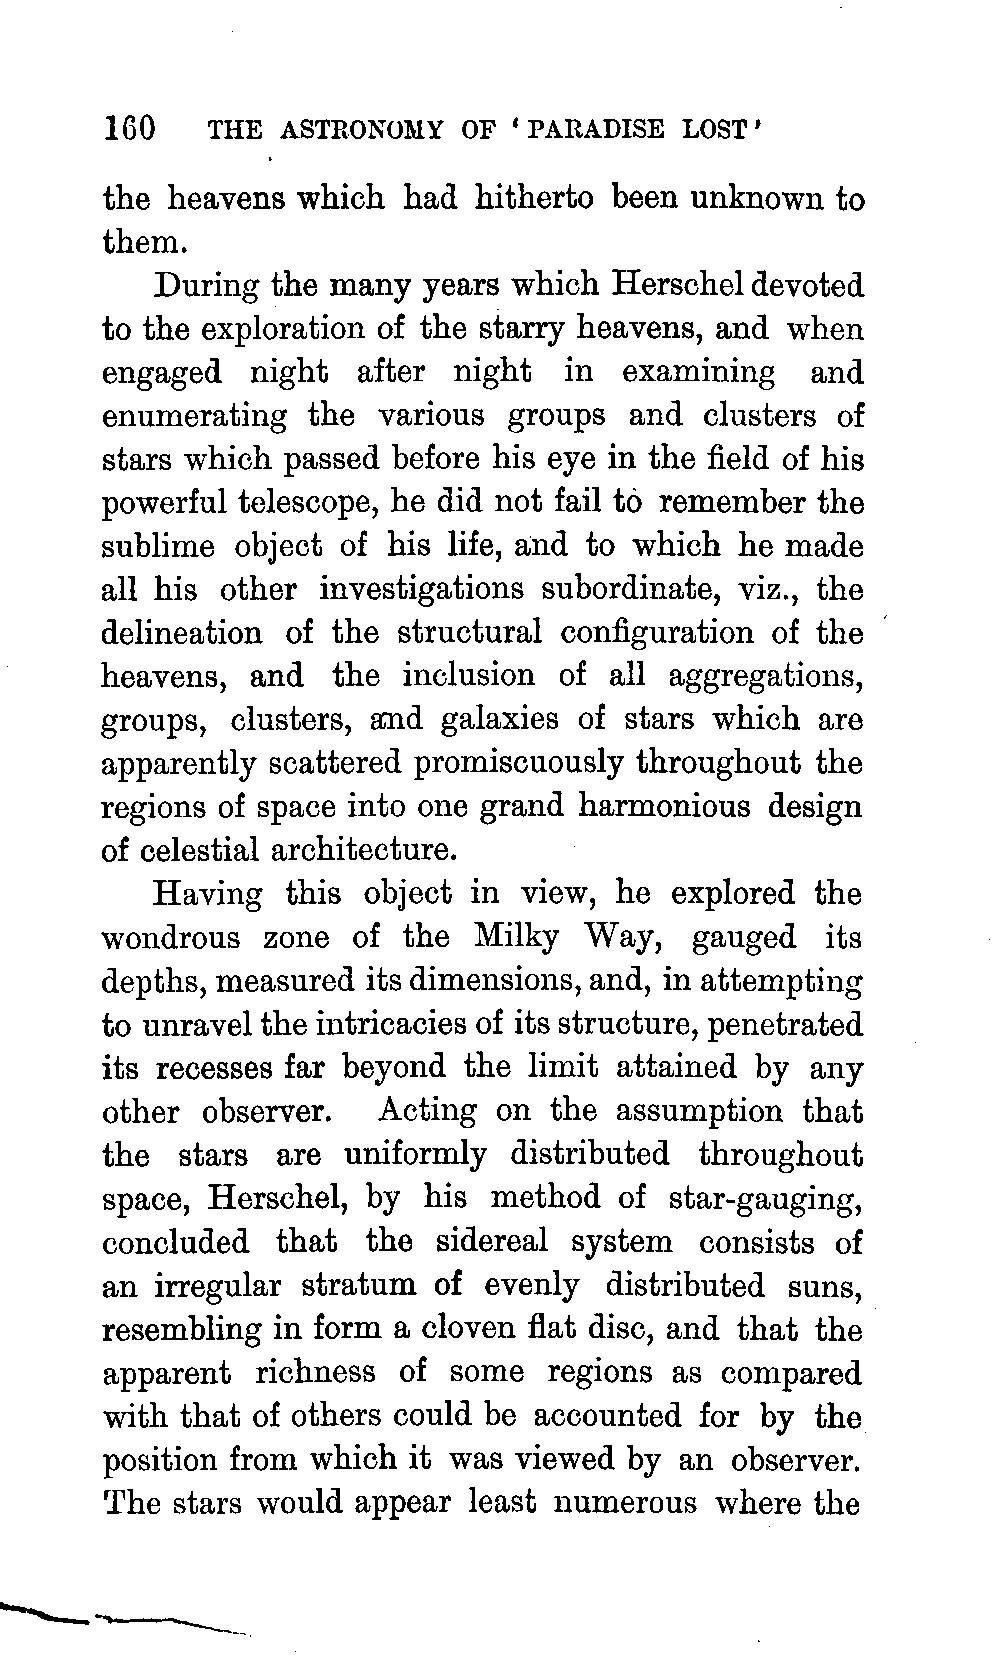 160 THE ASTRONOMY OF ‘PARADISE LOST’
the heavens which had hitherto been unknown to
them.
During the many years which Herschel devoted
to the exploration of the starry heavens, and when
engaged night after night in examining and
enumerating the various groups and clusters of
stars which passed before his eye in the field of his
powerful telescope, he did not fail to remember the
sublime object of his life, and to which he made
all his other investigations subordinate, viz., the
delineation of the structural configuration of the
heavens, and the inclusion of all aggregations,
groups, clusters, and galaxies of stars which are
apparently scattered promiscuously throughout the
regions of space into one grand harmonious design
of celestial architecture.
Having this object in view, he explored the
wondrous zone of the Milky Way, gauged its
depths, measured its dimensions, and, in attempting
to unravel the intricacies of its structure, penetrated
its recesses far beyond the limit attained by any
other observer. Acting on the assumption that
the stars are uniformly distributed throughout
space, Herschel, by his method of star-gauging,
concluded that the sidereal system consists of
an irregular stratum of evenly distributed suns,
resembling in form a cloven flat disc, and that the
apparent richness of some regions as compared
with that of others could be accounted for by the
position from which it was viewed by an observer.
The stars would appear least numerous where the